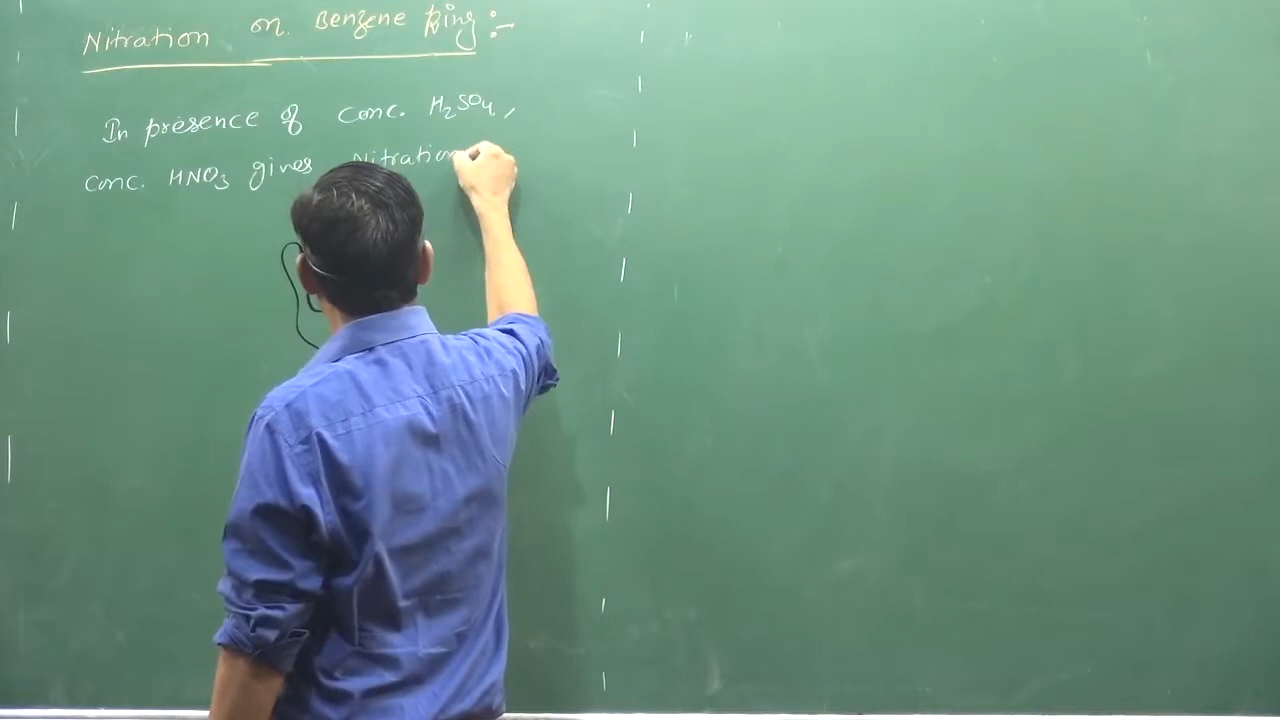 Nitration on Benzene Ring :-
In presence of conc. H₂SO₄,
conc. HNO₃ gives Nitration